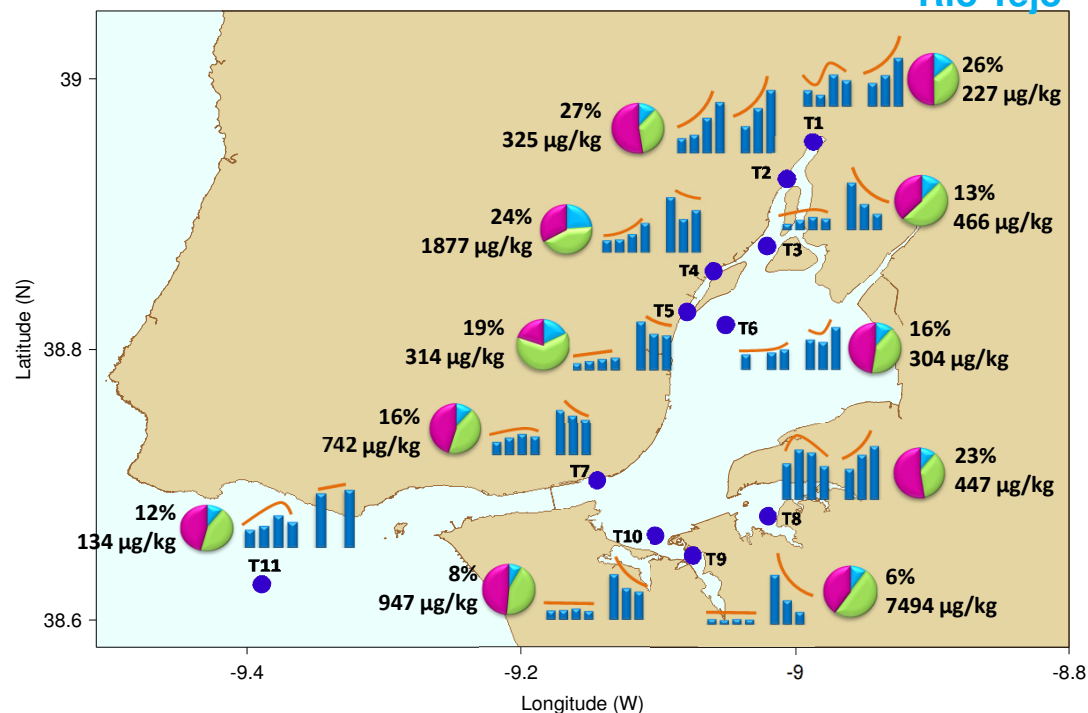 Rio Tejo
39
26%
227 µg/kg
27%
325 µg/kg
T1
T2
13%
466 µg/kg
24%
1877 µg/kg
T3
T4
T5
T6
19%
314 µg/kg
38.8
16%
304 µg/kg
16%
742 µg/kg
T7
23%
447 µg/kg
12%
134 µg/kg
T8
T10
T9
T11
8%
947 µg/kg
6%
7494 µg/kg
38.6
-9.4
-9.2
-9
-8.8
Latitude (N)
Longitude (W)